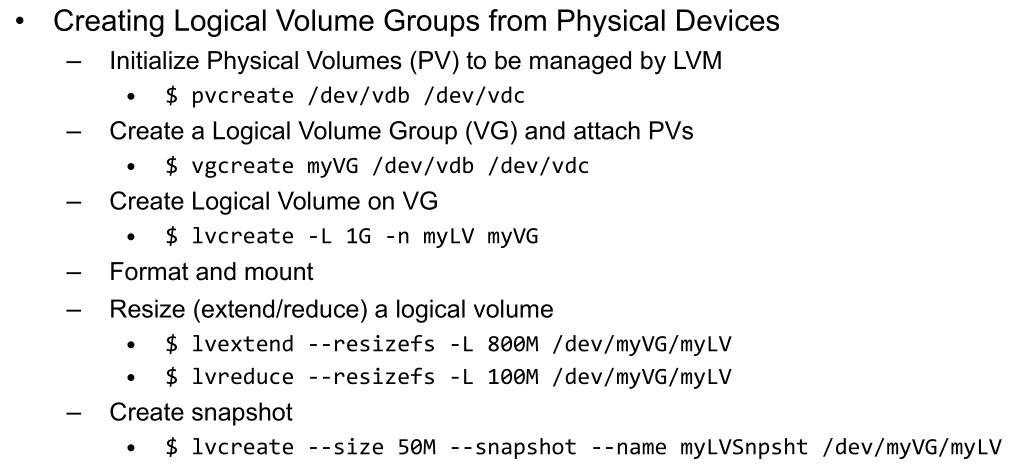 • Creating Logical Volume Groups from Physical Devices
– Initialize Physical Volumes (PV) to be managed by LVM
• $ pvcreate /dev/vdb /dev/vdc
– Create a Logical Volume Group (VG) and attach PVs
• $ vgcreate myVG /dev/vdb /dev/vdc
– Create Logical Volume on VG
• $ lvcreate -L 1G -n myLV myVG
– Format and mount
– Resize (extend/reduce) a logical volume
• $ lvextend --resizefs -L 800M /dev/myVG/myLV
• $ lvreduce --resizefs -L 100M /dev/myVG/myLV
– Create snapshot
• $ lvcreate --size 50M --snapshot --name myLVSnpsht /dev/myVG/myLV